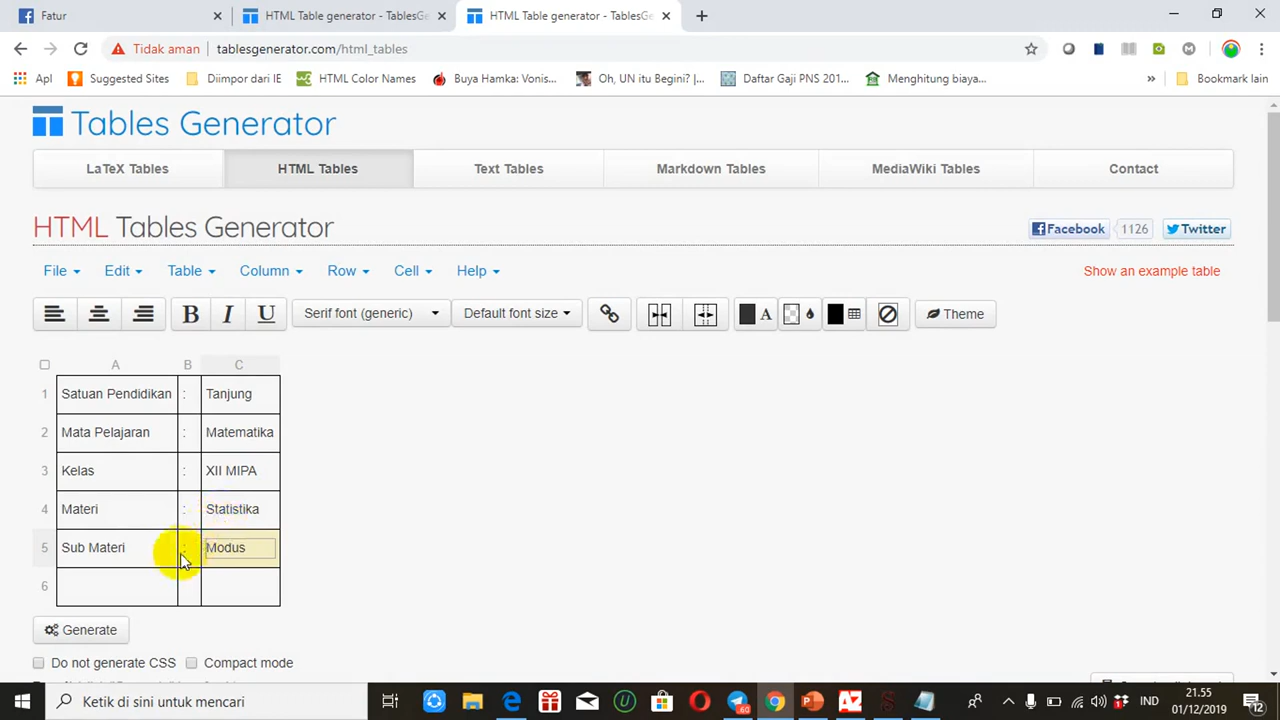 Fatur
HTML Table generator - TablesGe
HTML Table generator - TablesGe
Tidak aman
tablesgenerator.com/html_tables
Apl
Suggested Sites
Diimpor dari IE
HTML Color Names
Buya Hamka: Vonis...
Oh, UN itu Begini? |...
Daftar Gaji PNS 201...
Menghitung biaya...
»
Bookmark lain
Tables Generator
LaTeX Tables
HTML Tables
Text Tables
Markdown Tables
MediaWiki Tables
Contact
HTML Tables Generator
Facebook 1126 Twitter
File Edit Table Column Row Cell Help
Show an example table
B I U Serif font (generic) Default font size A Theme
A B C
1 Satuan Pendidikan : Tanjung
2 Mata Pelajaran : Matematika
3 Kelas : XII MIPA
4 Materi : Statistika
5 Sub Materi : Modus
6
Generate
Do not generate CSS Compact mode
Ketik di sini untuk mencari
60
IND
21.55
01/12/2019
12